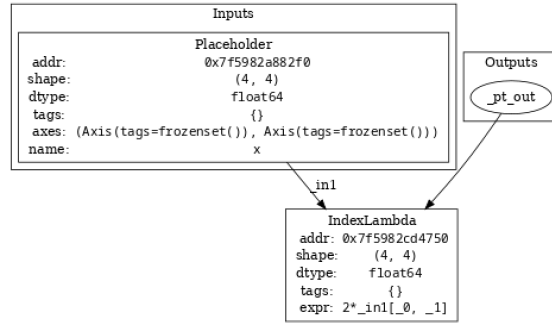 Inputs
Placeholder
addr: 0x7f5982a882f0
shape: (4, 4)
dtype: float64
tags: {}
axes: (Axis(tags=frozenset()), Axis(tags=frozenset()))
name: x
Outputs
_pt_out
_in1
IndexLambda
addr: 0x7f5982cd4750
shape: (4, 4)
dtype: float64
tags: {}
expr: 2*_in1[_0, _1]